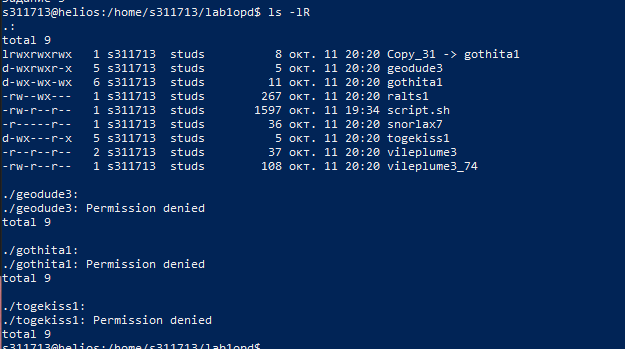 s311713@helios:/home/s311713/lab1opd$ ls -lR
.:
total 9
lrwxrwxrwx 1 s311713 studs 8 окт. 11 20:20 Copy_31 -> gothita1
d-wxrwxr-x 5 s311713 studs 5 окт. 11 20:20 geodude3
d-wx-wx-wx 6 s311713 studs 11 окт. 11 20:20 gothita1
-rw--wx--- 1 s311713 studs 267 окт. 11 20:20 ralts1
-rw-r--r-- 1 s311713 studs 1597 окт. 11 19:34 script.sh
-r-----r-- 1 s311713 studs 36 окт. 11 20:20 snorlax7
d-wx---r-x 5 s311713 studs 5 окт. 11 20:20 togekiss1
-r--r--r-- 2 s311713 studs 37 окт. 11 20:20 vileplume3
-rw-r--r-- 1 s311713 studs 108 окт. 11 20:20 vileplume3_74
./geodude3:
./geodude3: Permission denied
total 9
./gothita1:
./gothita1: Permission denied
total 9
./togekiss1:
./togekiss1: Permission denied
total 9
s311713@helios:/home/s311713/lab1opd$